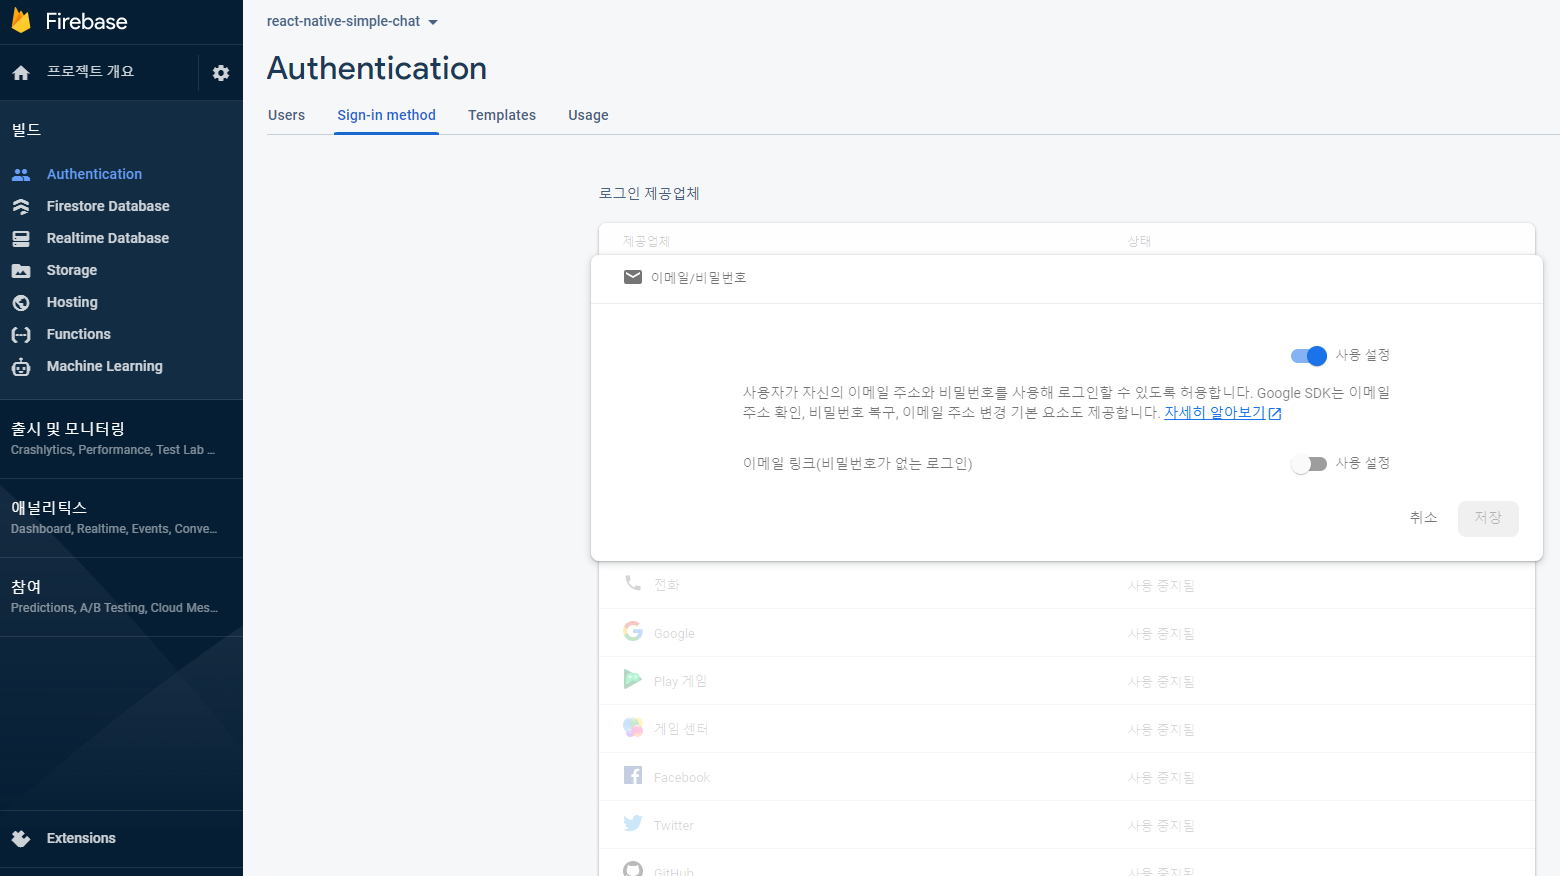 Firebase
프로젝트 개요
빌드
Authentication
Firestore Database
Realtime Database
Storage
Hosting
Functions
Machine Learning
출시 및 모니터링
Crashlytics, Performance, Test Lab ...
애널리틱스
Dashboard, Realtime, Events, Conve...
참여
Predictions, A/B Testing, Cloud Mes...
Extensions
react-native-simple-chat
Authentication
Users Sign-in method Templates Usage
로그인 제공업체
제공업체 상태
이메일/비밀번호
사용 설정
사용자가 자신의 이메일 주소와 비밀번호를 사용해 로그인할 수 있도록 허용합니다. Google SDK는 이메일
주소 확인, 비밀번호 복구, 이메일 주소 변경 기본 요소도 제공합니다. 자세히 알아보기
이메일 링크(비밀번호가 없는 로그인) 사용 설정
취소 저장
전화 사용 중지됨
Google 사용 중지됨
Play 게임 사용 중지됨
게임 센터 사용 중지됨
Facebook 사용 중지됨
Twitter 사용 중지됨
GitHub 사용 중지됨